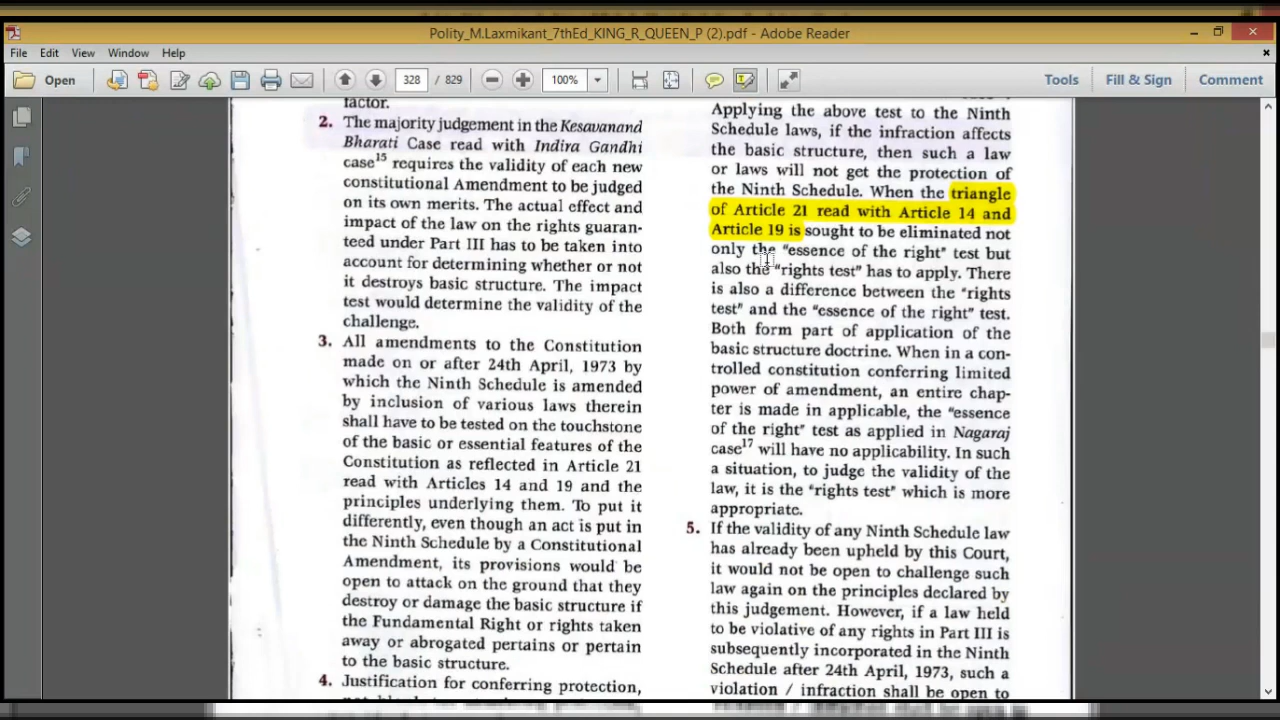 Polity_M.Laxmikant_7thEd_KING_R_QUEEN_P (2).pdf - Adobe Reader
File Edit View Window Help
Open 328 / 829 100% Tools Fill & Sign Comment
factor.
2. The majority judgement in the Kesavanand
Bharati Case read with Indira Gandhi
case15 requires the validity of each new
constitutional Amendment to be judged
on its own merits. The actual effect and
impact of the law on the rights guaran-
teed under Part III has to be taken into
account for determining whether or not
it destroys basic structure. The impact
test would determine the validity of the
challenge.
3. All amendments to the Constitution
made on or after 24th April, 1973 by
which the Ninth Schedule is amended
by inclusion of various laws therein
shall have to be tested on the touchstone
of the basic or essential features of the
Constitution as reflected in Article 21
read with Articles 14 and 19 and the
principles underlying them. To put it
differently, even though an act is put in
the Ninth Schedule by a Constitutional
Amendment, its provisions would be
open to attack on the ground that they
destroy or damage the basic structure if
the Fundamental Right or rights taken
away or abrogated pertains or pertain
to the basic structure.
4. Justification for conferring protection,
Applying the above test to the Ninth
Schedule laws, if the infraction affects
the basic structure, then such a law
or laws will not get the protection of
the Ninth Schedule. When the triangle
of Article 21 read with Article 14 and
Article 19 is sought to be eliminated not
only the "essence of the right" test but
also the "rights test" has to apply. There
is also a difference between the "rights
test" and the "essence of the right" test.
Both form part of application of the
basic structure doctrine. When in a con-
trolled constitution conferring limited
power of amendment, an entire chap-
ter is made in applicable, the "essence
of the right" test as applied in Nagaraj
case17 will have no applicability. In such
a situation, to judge the validity of the
law, it is the "rights test" which is more
appropriate.
5. If the validity of any Ninth Schedule law
has already been upheld by this Court,
it would not be open to challenge such
law again on the principles declared by
this judgement. However, if a law held
to be violative of any rights in Part III is
subsequently incorporated in the Ninth
Schedule after 24th April, 1973, such a
violation / infraction shall be open to